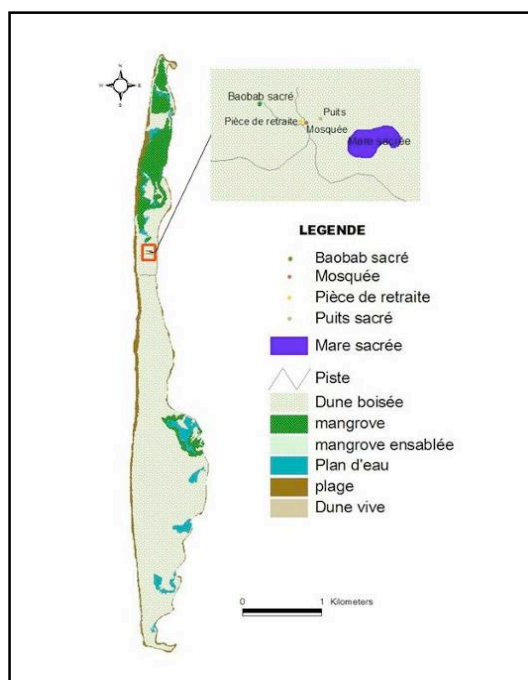 N
Baobab sacré
Puits
Pièce de retraite
Mosquée
Mare sacrée
LEGENDE
Baobab sacré
Mosquée
Pièce de retraite
Puits sacré
Mare sacrée
Piste
Dune boisée
mangrove
mangrove ensablée
Plan d'eau
plage
Dune vive
0 1 Kilometers